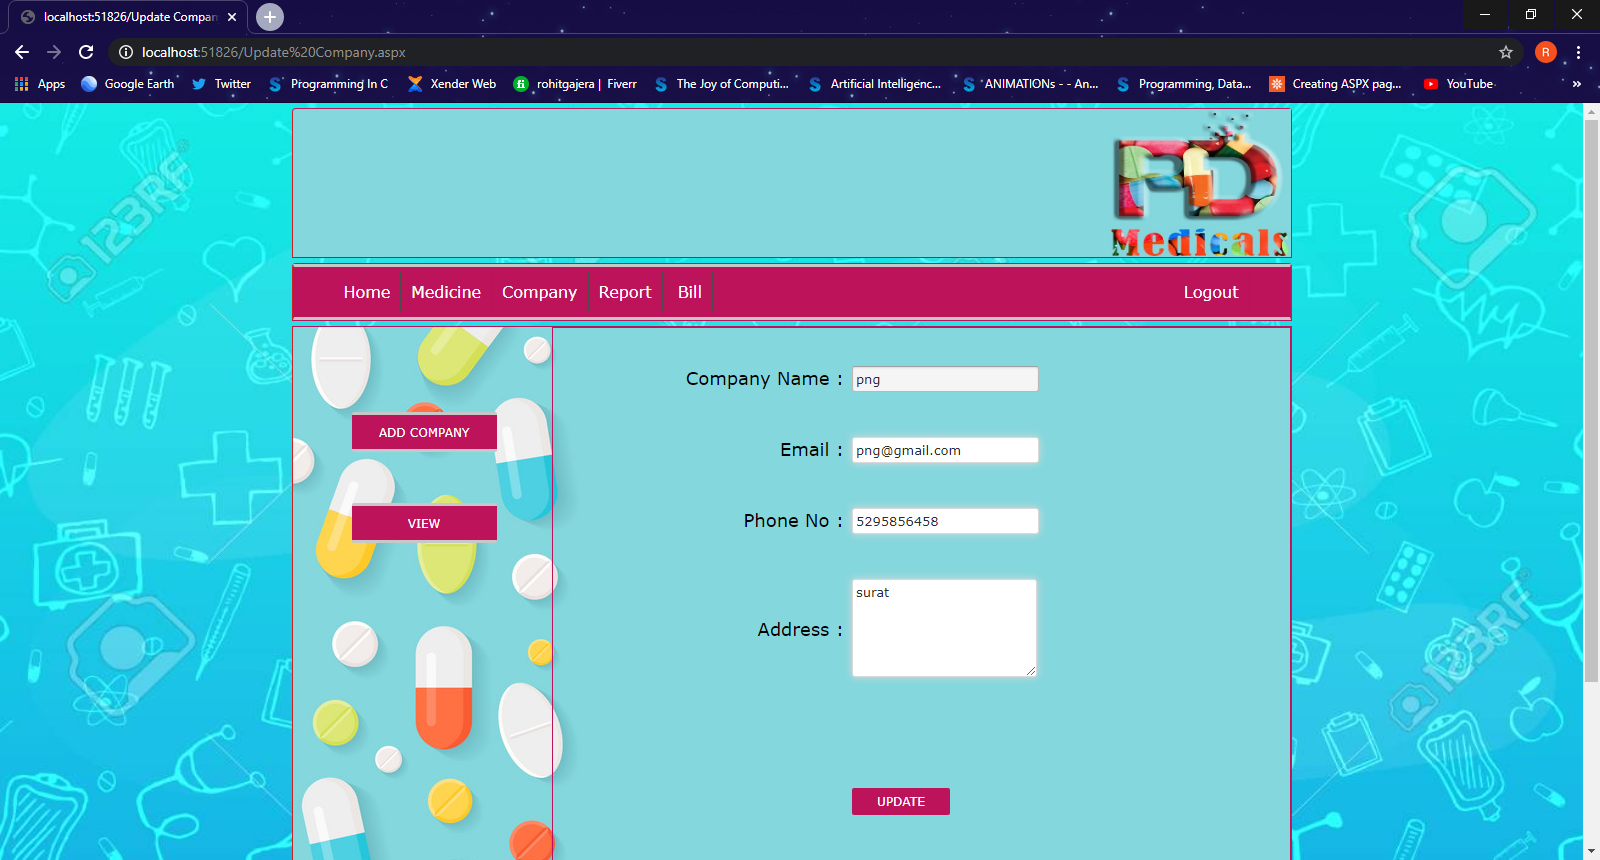 localhost:51826/Update Compan
localhost:51826/Update%20Company.aspx
R
Apps Google Earth Twitter Programming In C Xender Web rohitgajera | Fiverr The Joy of Computi... Artificial Intelligenc... *ANIMATIONs - - An... Programming, Data... Creating ASPX pag... YouTube »
PD
Medicals
Home Medicine Company Report Bill Logout
Company Name : png
ADD COMPANY
Email : png@gmail.com
VIEW
Phone No : 5295856458
Address : surat
UPDATE
123RF
123RF